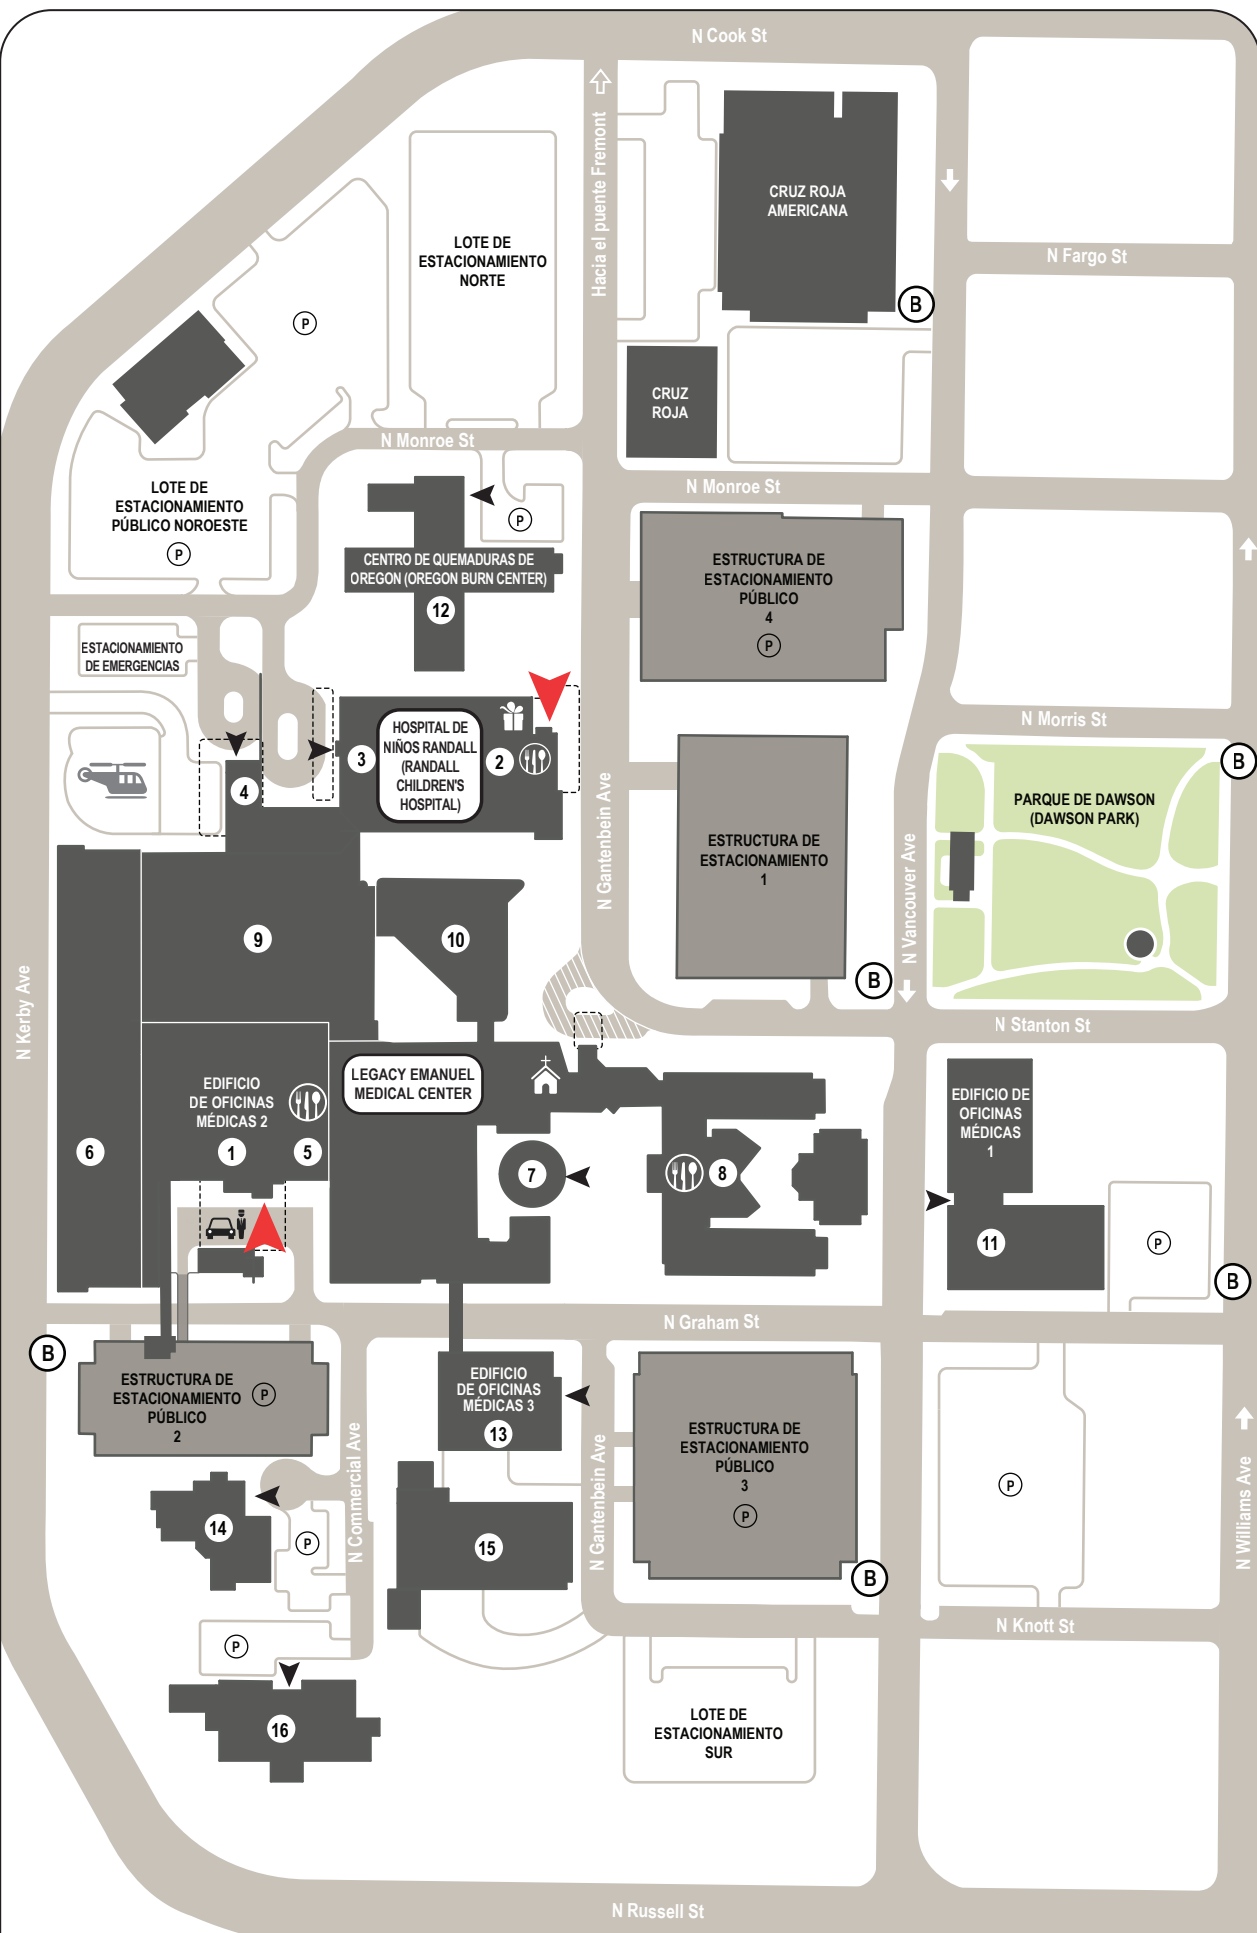 N Cook St
Hacia el puente Fremont
CRUZ ROJA
AMERICANA
LOTE DE
ESTACIONAMIENTO
NORTE
N Fargo St
B
P
CRUZ
ROJA
N Monroe St
N Monroe St
LOTE DE
ESTACIONAMIENTO
PÚBLICO NOROESTE
P
P
CENTRO DE QUEMADURAS DE
OREGON (OREGON BURN CENTER)
12
ESTRUCTURA DE
ESTACIONAMIENTO
PÚBLICO
4
P
ESTACIONAMIENTO
DE EMERGENCIAS
HOSPITAL DE
NIÑOS RANDALL
(RANDALL
CHILDREN'S
HOSPITAL)
3
2
4
N Morris St
B
PARQUE DE DAWSON
(DAWSON PARK)
N Gantenbein Ave
ESTRUCTURA DE
ESTACIONAMIENTO
1
N Vancouver Ave
9
10
B
N Kerby Ave
N Stanton St
LEGACY EMANUEL
MEDICAL CENTER
EDIFICIO
DE OFICINAS
MÉDICAS 2
6
1
5
7
8
EDIFICIO DE
OFICINAS
MÉDICAS
1
11
P
B
N Graham St
B
ESTRUCTURA DE
ESTACIONAMIENTO
PÚBLICO
2
P
EDIFICIO
DE OFICINAS
MÉDICAS 3
13
N Commercial Ave
N Gantenbein Ave
ESTRUCTURA DE
ESTACIONAMIENTO
PÚBLICO
3
P
P
N Williams Ave
14
P
15
B
N Knott St
P
16
LOTE DE
ESTACIONAMIENTO
SUR
N Russell St